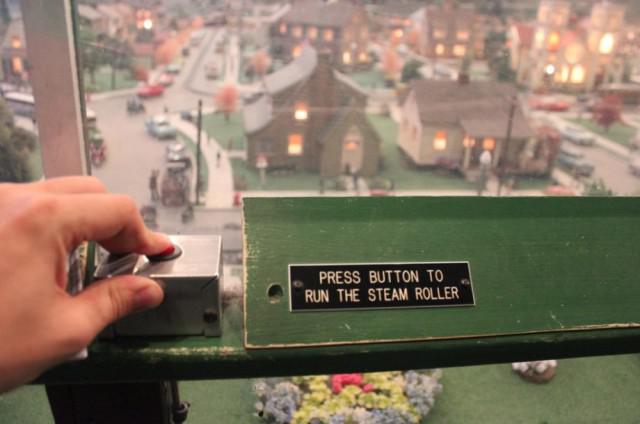 PRESS BUTTON TO
RUN THE STEAM ROLLER